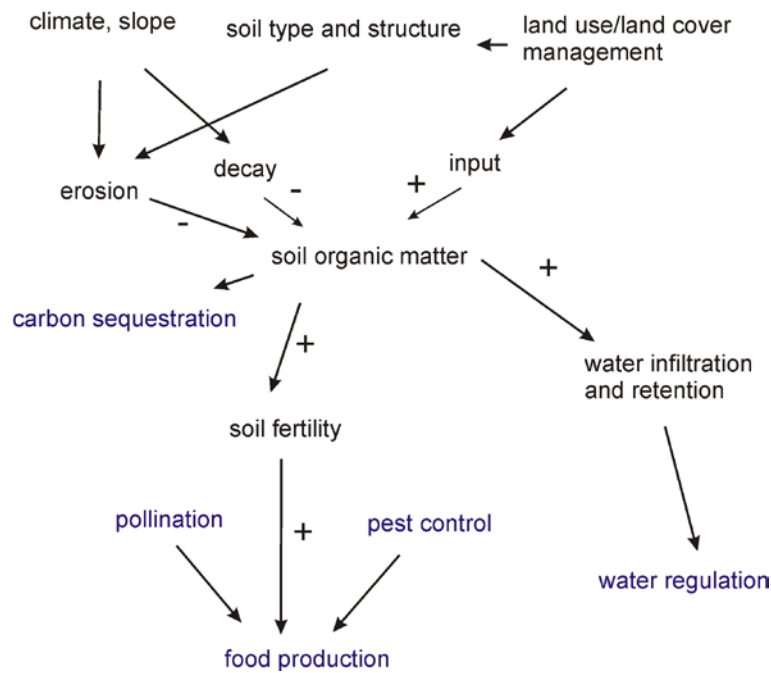 climate, slope
soil type and structure
land use/land cover
management
decay
input
erosion
-
+
-
soil organic matter
+
carbon sequestration
+
water infiltration
and retention
soil fertility
pollination
+
pest control
water regulation
food production